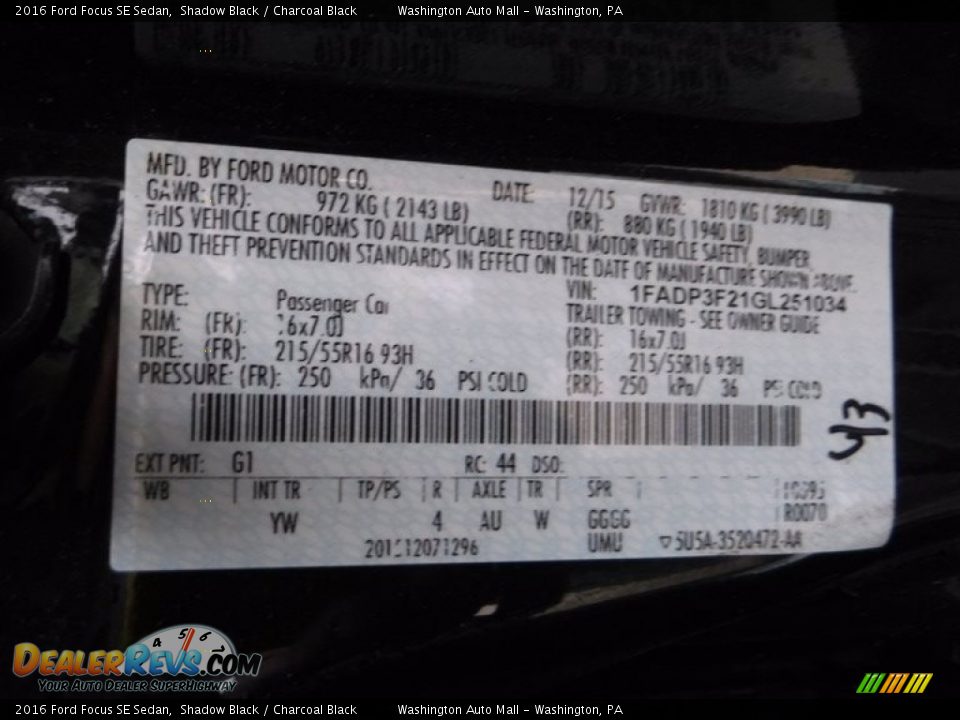 2016 Ford Focus SE Sedan, Shadow Black / Charcoal Black Washington Auto Mall - Washington, PA
MFD. BY FORD MOTOR CO. DATE: 12/15 GVWR: 1810 KG ( 3990 LB)
GAWR: (FR): 972 KG ( 2143 LB) (RR): 880 KG ( 1940 LB)
THIS VEHICLE CONFORMS TO ALL APPLICABLE FEDERAL MOTOR VEHICLE SAFETY, BUMPER,
AND THEFT PREVENTION STANDARDS IN EFFECT ON THE DATE OF MANUFACTURE SHOWN ABOVE.
VIN: 1FADP3F21GL251034
TYPE: Passenger Car TRAILER TOWING - SEE OWNER GUIDE
RIM: (FR): 16x7.0J (RR): 16x7.0J
TIRE: (FR): 215/55R16 93H (RR): 215/55R16 93H
PRESSURE: (FR): 250 kPa/ 36 PSI COLD (RR): 250 kPa/ 36 PSI COLD
43
EXT PNT: G1 RC: 44 DSO:
WB INT TR TP/PS R AXLE TR SPR
YW 4 AU W GGGG R0070
UMU 5U5A-3520472-AA
4 5 6
DealerRevs.com
Your Auto Dealer SuperHighway
2016 Ford Focus SE Sedan, Shadow Black / Charcoal Black Washington Auto Mall - Washington, PA